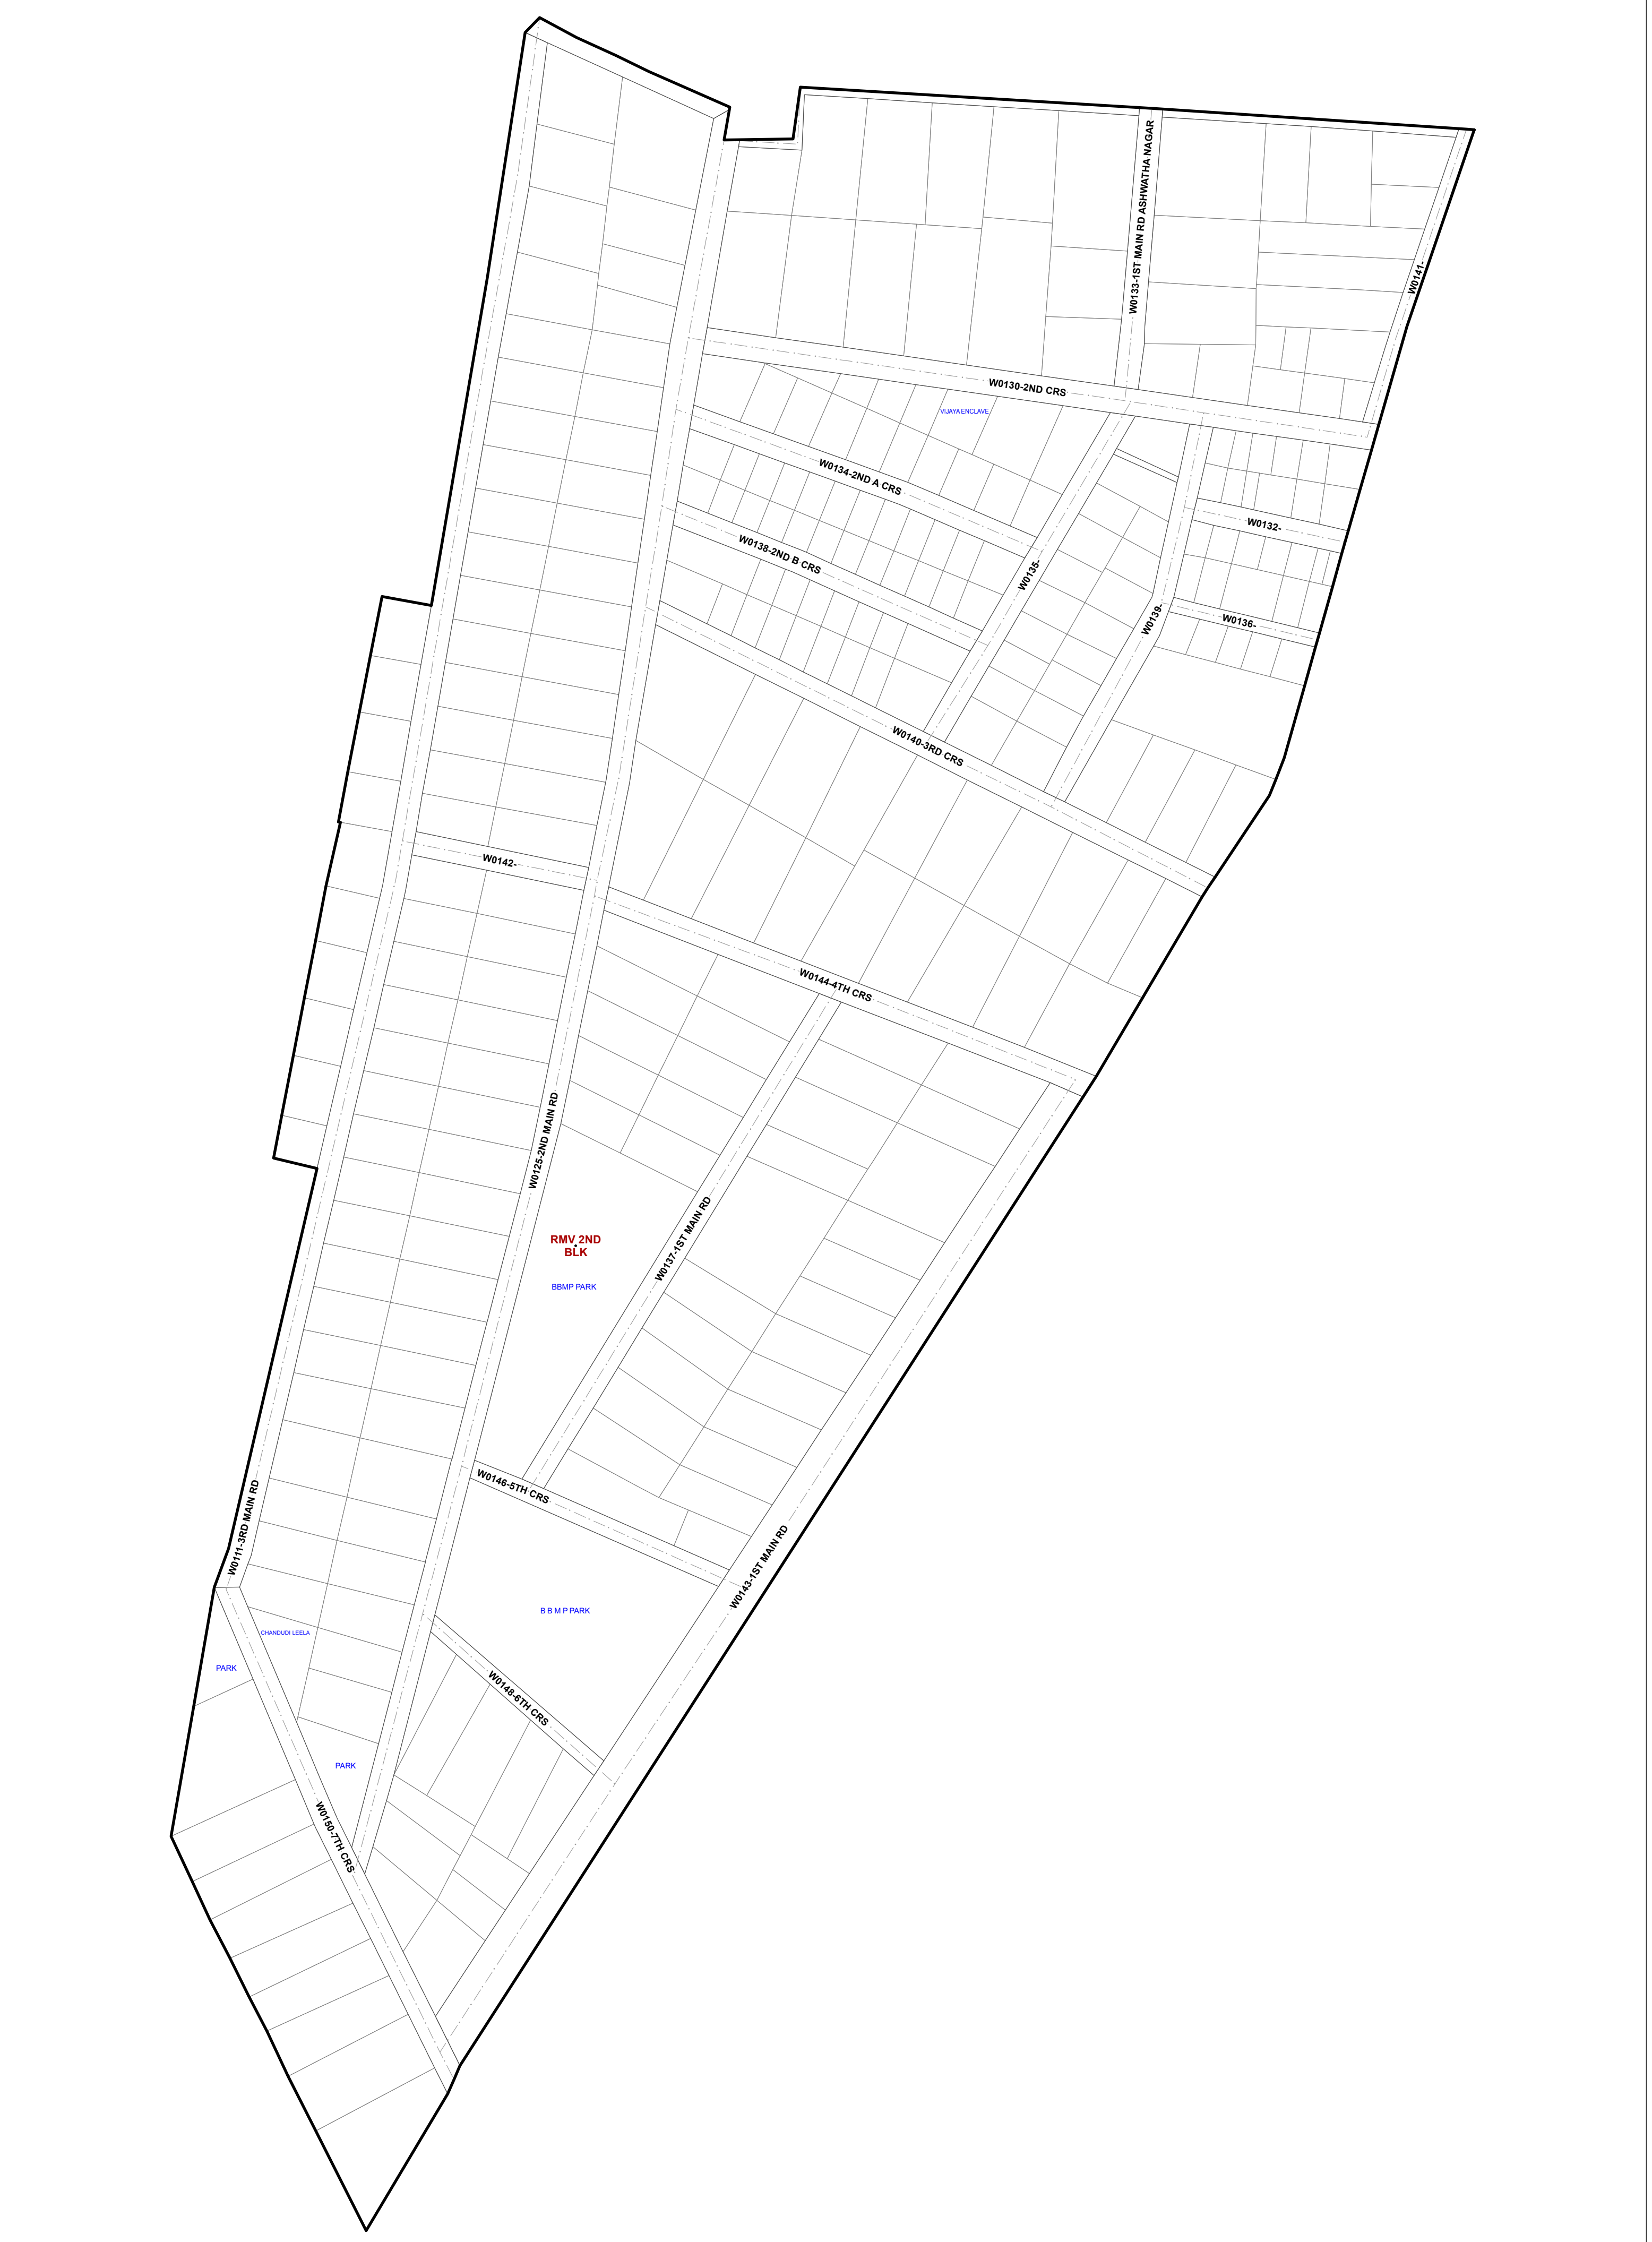 W0133-1ST MAIN RD ASHWATHA NAGAR
W0141-
W0130-2ND CRS
VIJAYA ENCLAVE
W0134-2ND A CRS
W0132-
W0138-2ND B CRS
W0135-
W0139-
W0136-
W0140-3RD CRS
W0142-
W0144-4TH CRS
W0125-2ND MAIN RD
W0137-1ST MAIN RD
RMV 2ND
BLK
BBMP PARK
W0146-5TH CRS
W0111-3RD MAIN RD
W0143-1ST MAIN RD
B B M P PARK
CHANDUDI LEELA
PARK
W0148-6TH CRS
PARK
W0150-7TH CRS